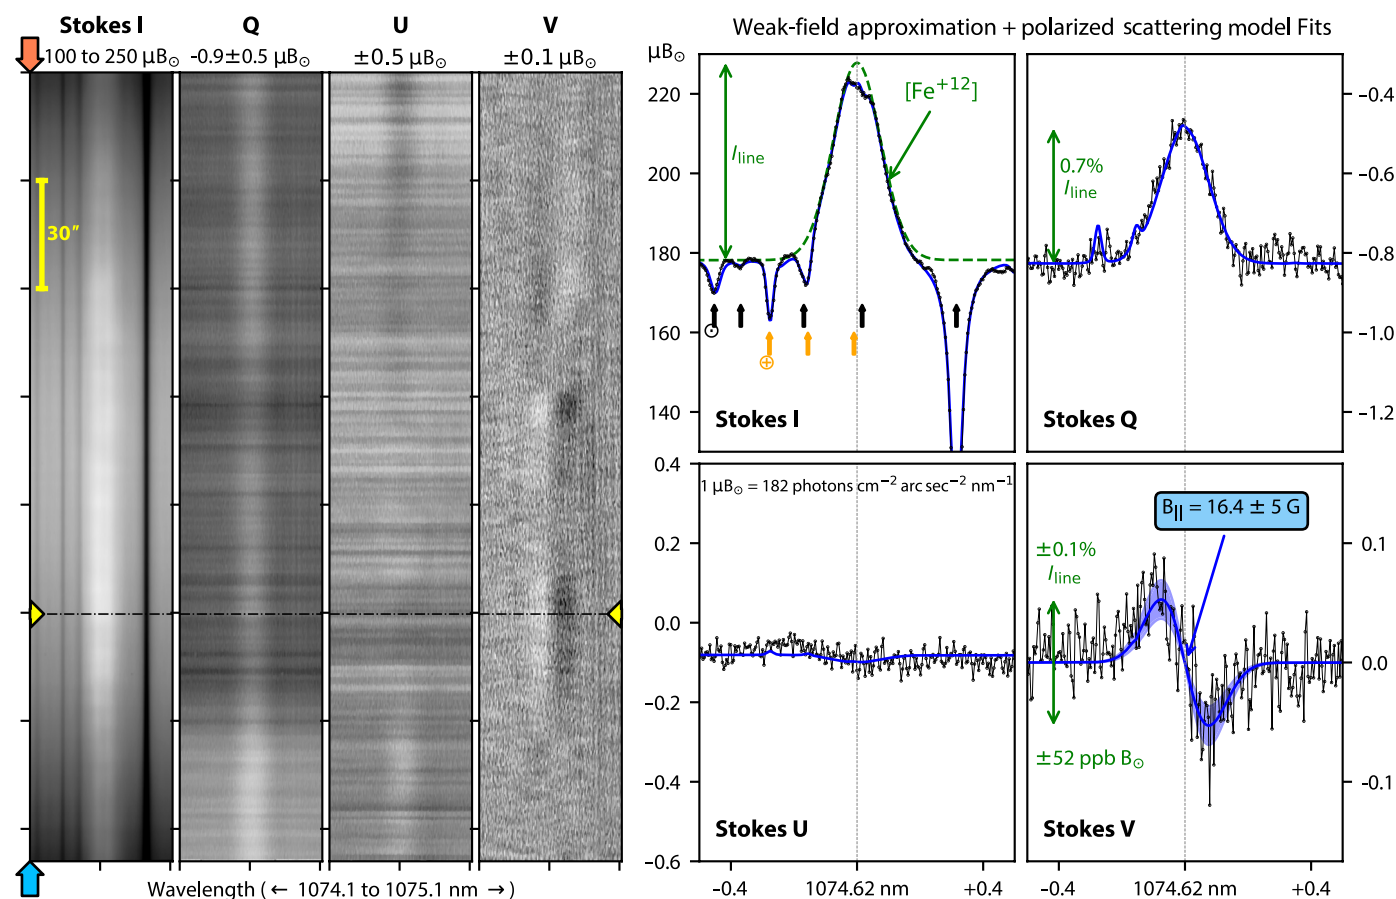 Stokes I Q U V
100 to 250 μB⊙ -0.9±0.5 μB⊙ ±0.5 μB⊙ ±0.1 μB⊙
30"
Wavelength (← 1074.1 to 1075.1 nm →)
Weak-field approximation + polarized scattering model Fits
μB⊙
220
200
180
160
140
I line
[Fe+12]
⊙
⊕
Stokes I
0.7%
I line
Stokes Q
−0.4
−0.6
−0.8
−1.0
−1.2
0.4
0.2
0.0
−0.2
−0.4
−0.6
1 μB⊙ = 182 photons cm−2 arc sec−2 nm−1
Stokes U
−0.4 1074.62 nm +0.4
B|| = 16.4 ± 5 G
±0.1%
I line
±52 ppb B⊙
Stokes V
0.1
0.0
−0.1
−0.4 1074.62 nm +0.4